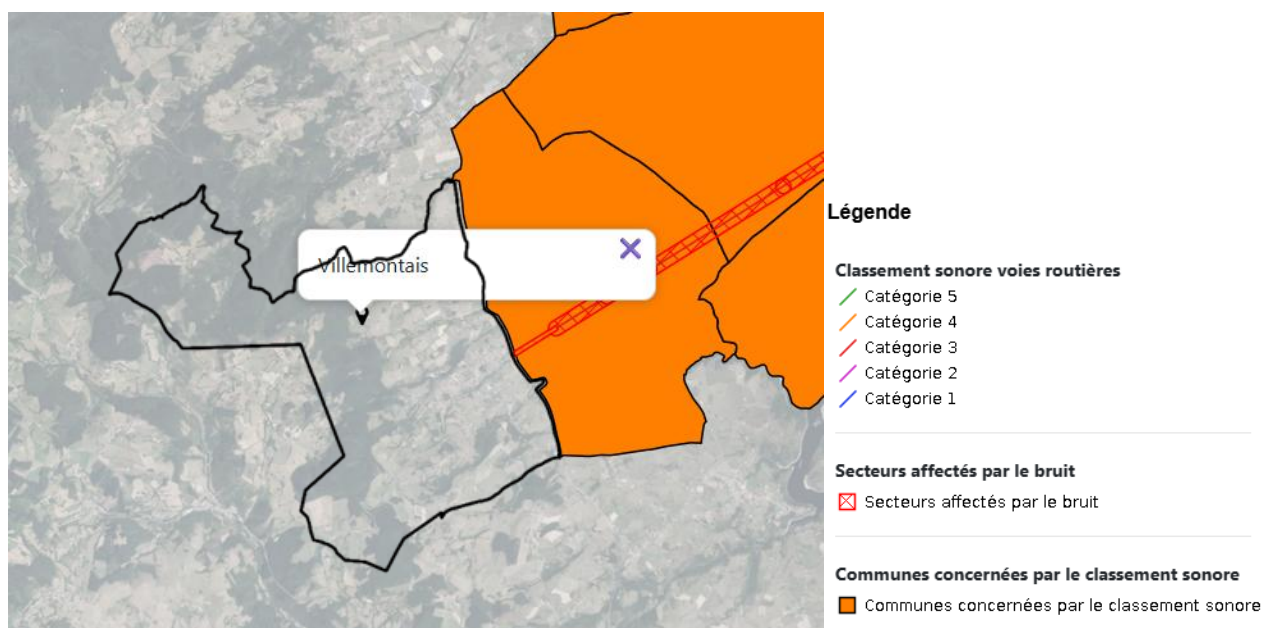 Villemontais
Légende
Classement sonore voies routières
Catégorie 5
Catégorie 4
Catégorie 3
Catégorie 2
Catégorie 1
Secteurs affectés par le bruit
Secteurs affectés par le bruit
Communes concernées par le classement sonore
Communes concernées par le classement sonore